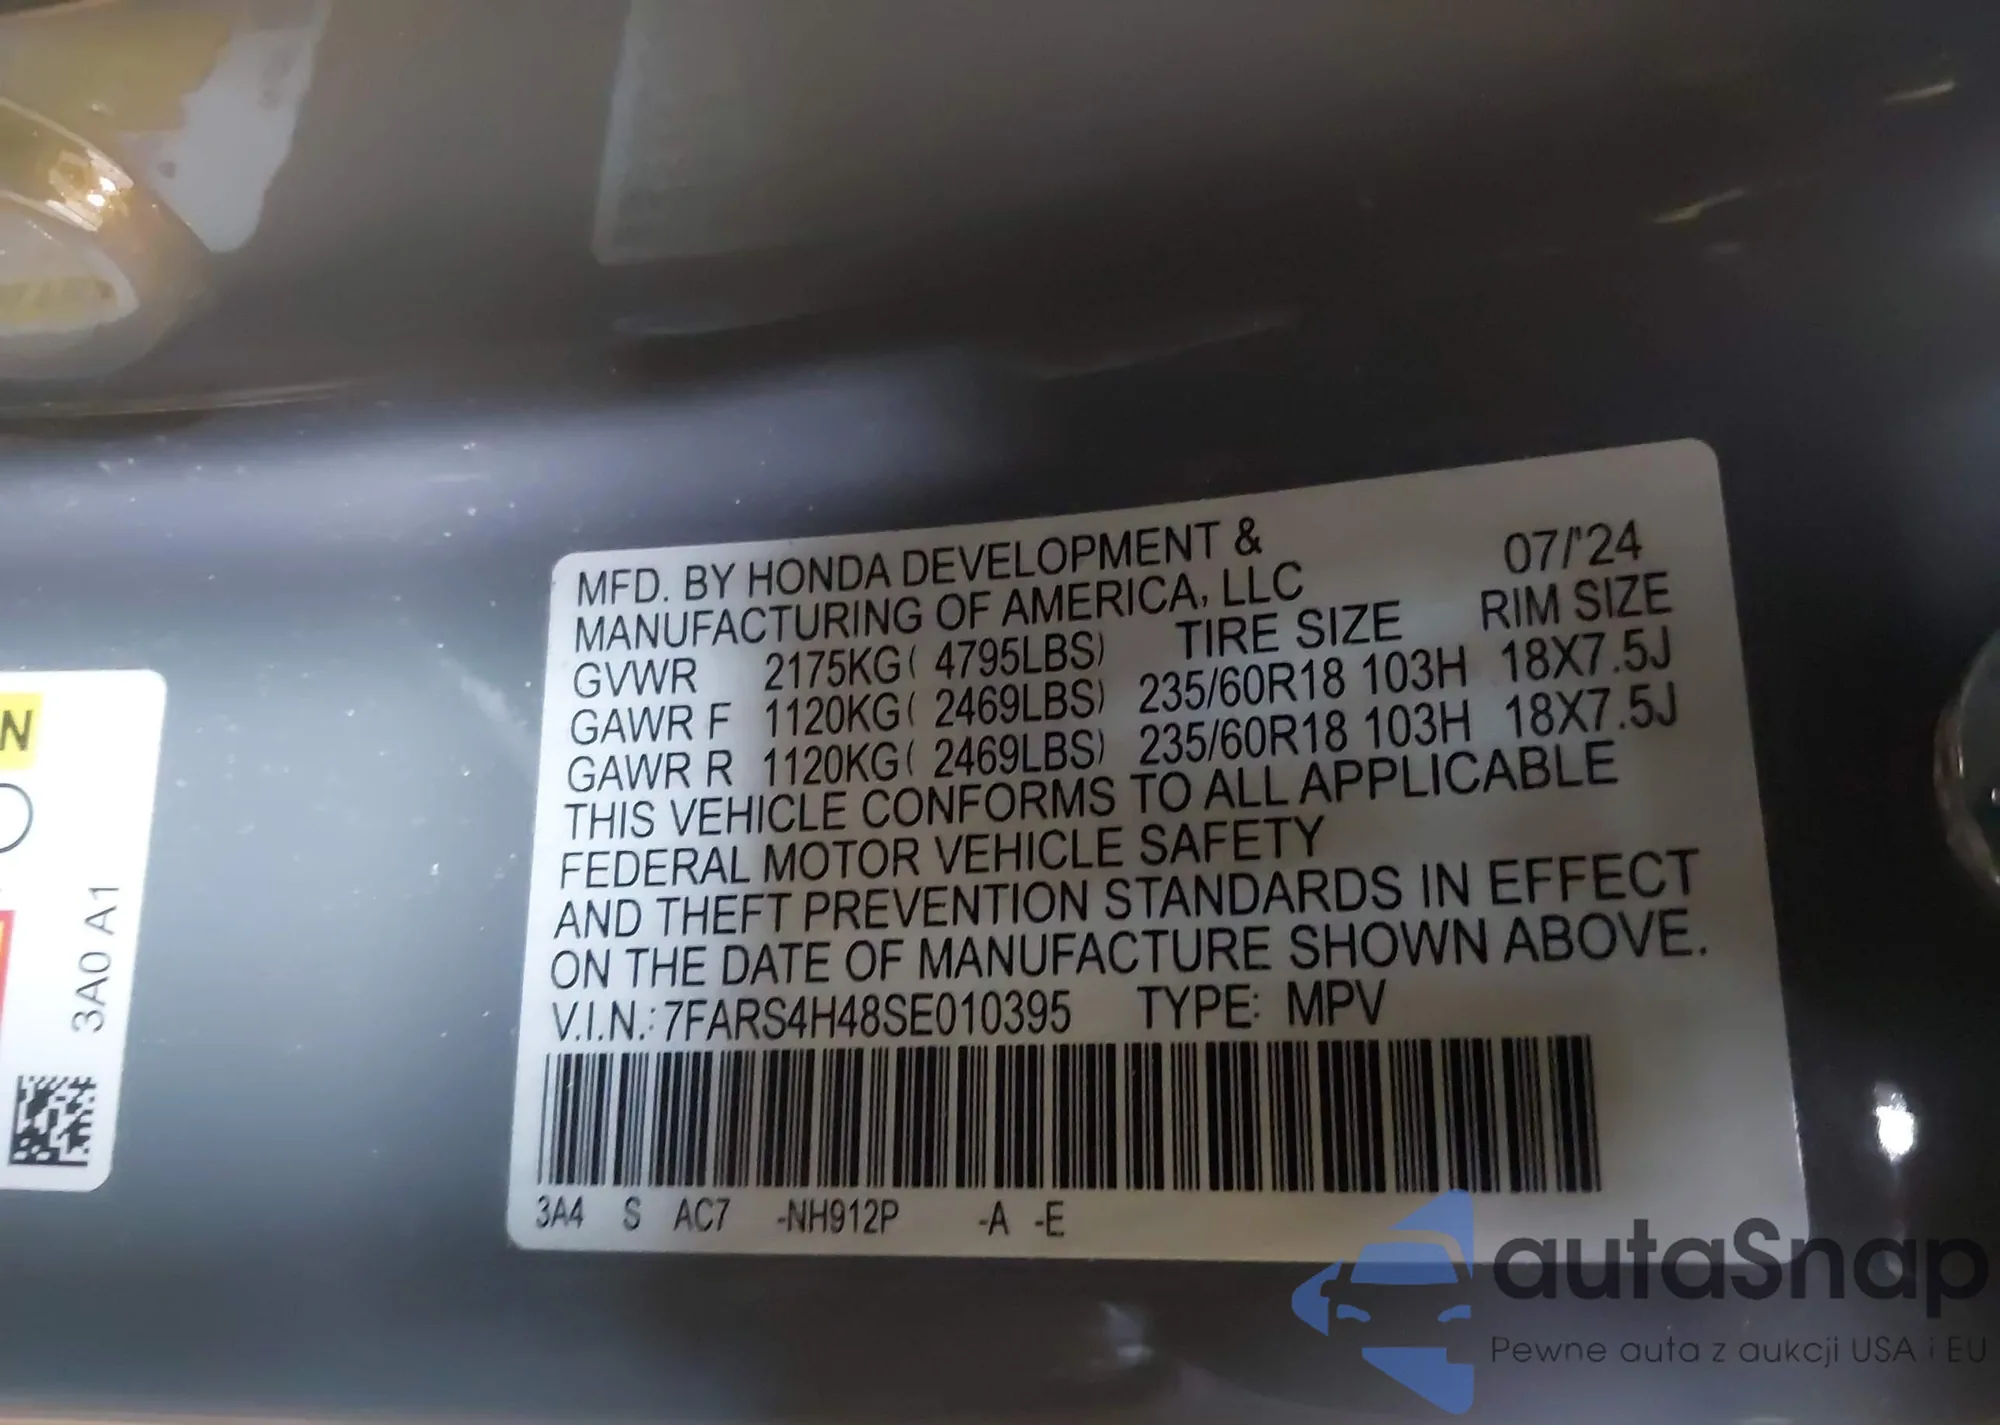 MFD. BY HONDA DEVELOPMENT & 07/'24
MANUFACTURING OF AMERICA, LLC
TIRE SIZE RIM SIZE
GVWR 2175KG( 4795LBS)
GAWR F 1120KG( 2469LBS) 235/60R18 103H 18X7.5J
GAWR R 1120KG( 2469LBS) 235/60R18 103H 18X7.5J
THIS VEHICLE CONFORMS TO ALL APPLICABLE
FEDERAL MOTOR VEHICLE SAFETY
AND THEFT PREVENTION STANDARDS IN EFFECT
ON THE DATE OF MANUFACTURE SHOWN ABOVE.
V.I.N.: 7FARS4H48SE010395 TYPE: MPV
3A4 S AC7 -NH912P -A -E
N
3A0 A1
autaSnap
Pewne auta z aukcji USA i EU